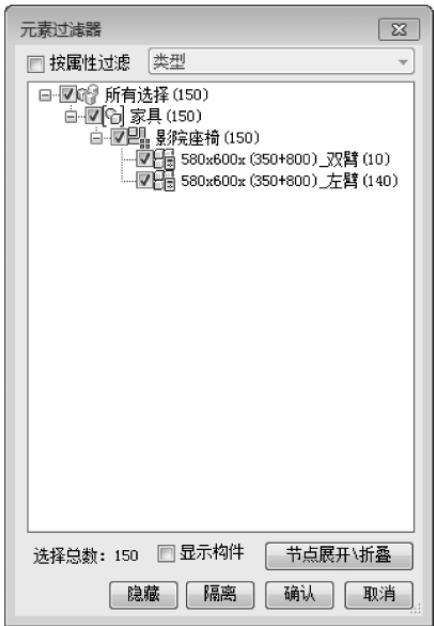 元素过滤器
按属性过滤 类型
所有选择 (150)
家具 (150)
影院座椅 (150)
580x600x (350+800)_双臂 (10)
580x600x (350+800)_左臂 (140)
选择总数: 150 显示构件 节点展开\折叠
隐藏 隔离 确认 取消